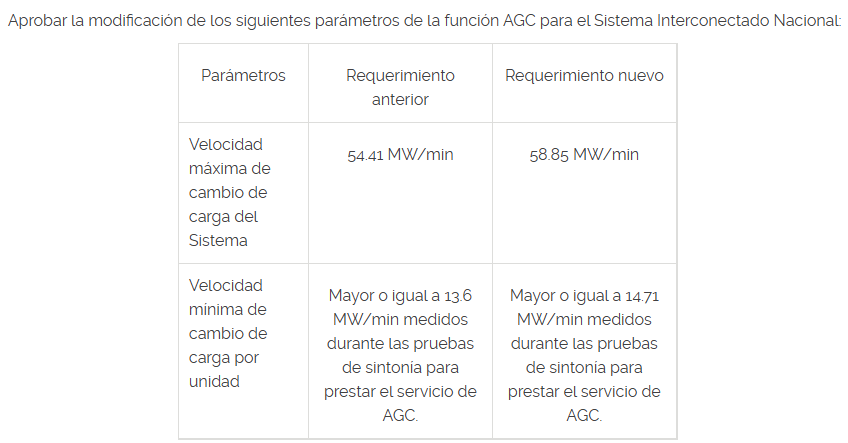 Aprobar la modificación de los siguientes parámetros de la función AGC para el Sistema Interconectado Nacional:
Parámetros
Requerimiento
anterior
Requerimiento nuevo
Velocidad
máxima de
cambio de
carga del
Sistema
54.41 MW/min
58.85 MW/min
Velocidad
mínima de
cambio de
carga por
unidad
Mayor o igual a 13.6
MW/min medidos
durante las pruebas
de sintonía para
prestar el servicio de
AGC.
Mayor o igual a 14.71
MW/min medidos
durante las pruebas
de sintonía para
prestar el servicio de
AGC.